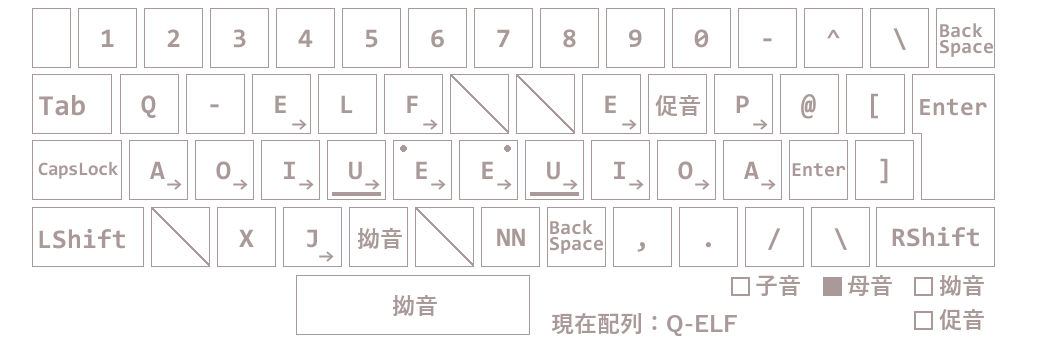 1 2 3 4 5 6 7 8 9 0 - ^ \ Back Space
Tab Q - E→ L F→ E→ 促音 P→ @ [ Enter
CapsLock A→ O→ I→ U→ E→ E→ U→ I→ O→ A→ Enter ]
LShift X J→ 拗音 NN Back Space , . / \ RShift
拗音
子音 母音 拗音
現在配列：Q-ELF 促音